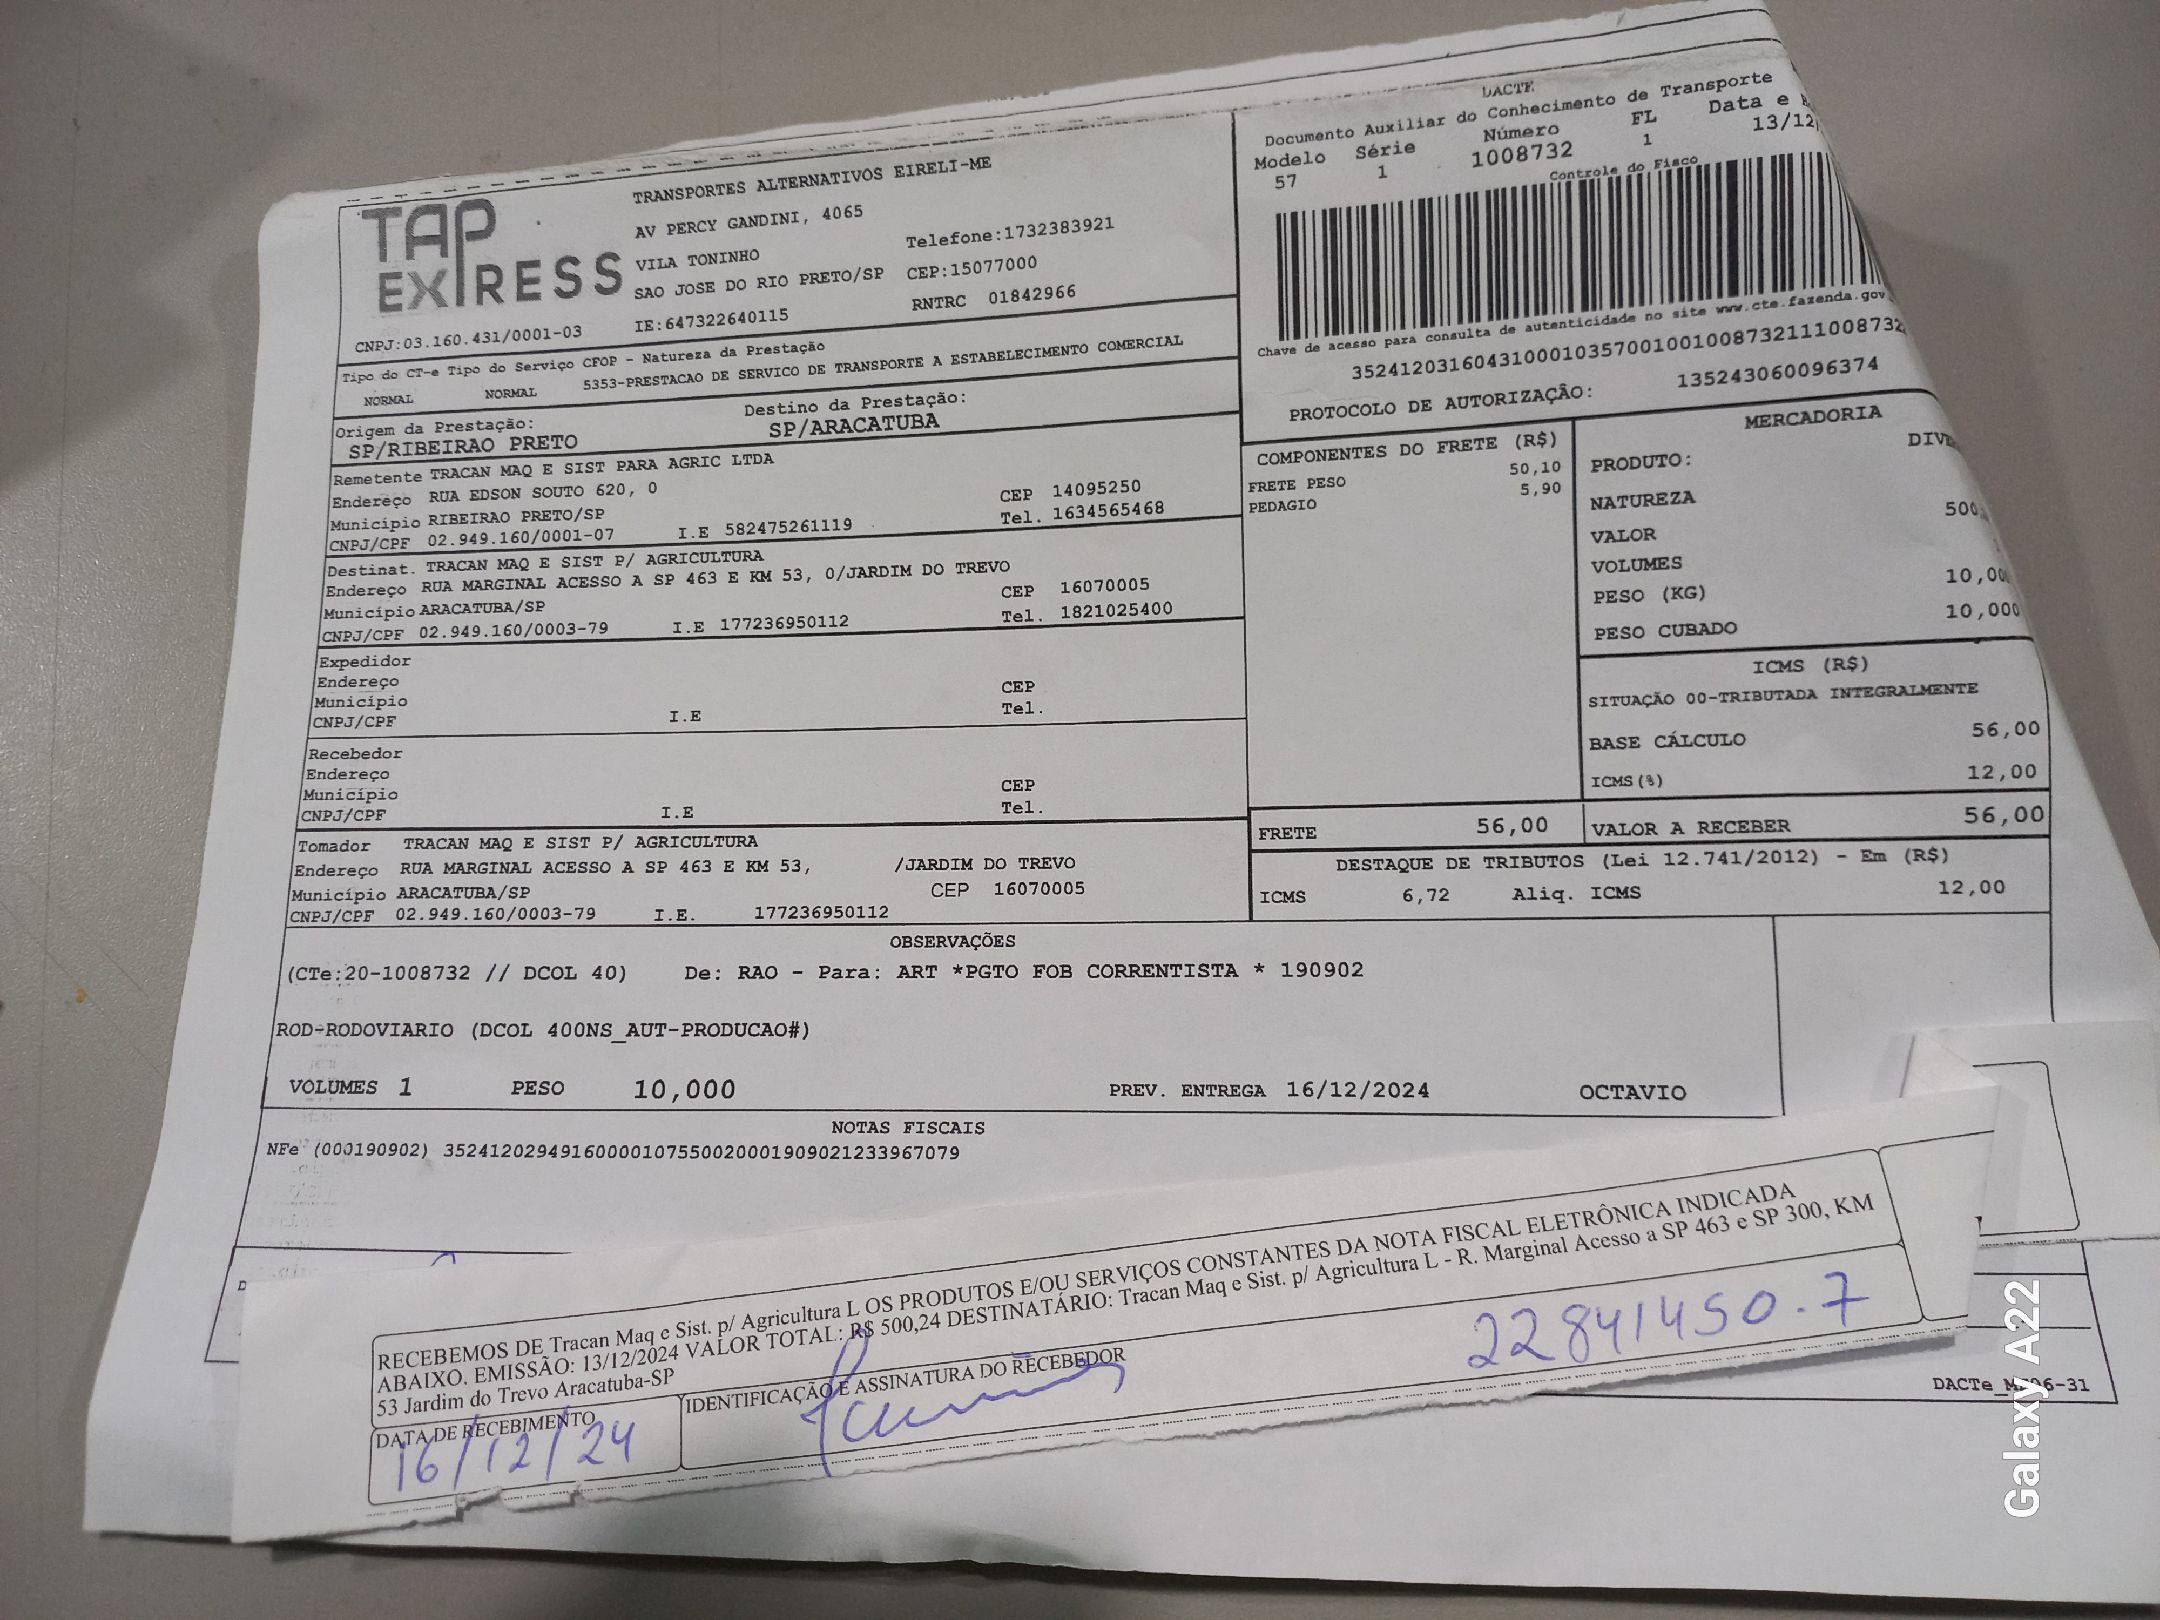 TAP EXPRESS
TRANSPORTES ALTERNATIVOS EIRELI-ME
AV PERCY GANDINI, 4065
VILA TONINHO Telefone:1732383921
SAO JOSE DO RIO PRETO/SP CEP:15077000
CNPJ:03.160.431/0001-03 IE:647322640115 RNTRC 01842966
Tipo do CT-e Tipo do Serviço CFOP - Natureza da Prestação
NORMAL NORMAL 5353-PRESTACAO DE SERVICO DE TRANSPORTE A ESTABELECIMENTO COMERCIAL
Origem da Prestação: Destino da Prestação:
SP/RIBEIRAO PRETO SP/ARACATUBA
Remetente TRACAN MAQ E SIST PARA AGRIC LTDA
Endereço RUA EDSON SOUTO 620, 0 CEP 14095250
Município RIBEIRAO PRETO/SP Tel. 1634565468
CNPJ/CPF 02.949.160/0001-07 I.E 582475261119
Destinat. TRACAN MAQ E SIST P/ AGRICULTURA
Endereço RUA MARGINAL ACESSO A SP 463 E KM 53, 0/JARDIM DO TREVO
Município ARACATUBA/SP CEP 16070005
CNPJ/CPF 02.949.160/0003-79 I.E 177236950112 Tel. 1821025400
Expedidor
Endereço CEP
Município Tel.
CNPJ/CPF I.E
Recebedor
Endereço CEP
Município Tel.
CNPJ/CPF I.E
Tomador TRACAN MAQ E SIST P/ AGRICULTURA
Endereço RUA MARGINAL ACESSO A SP 463 E KM 53, /JARDIM DO TREVO
Município ARACATUBA/SP CEP 16070005
CNPJ/CPF 02.949.160/0003-79 I.E. 177236950112
DACTE
Documento Auxiliar do Conhecimento de Transporte
Modelo Série Número FL Data e
57 1 1008732 1 13/12
Controle do Fisco
Chave de acesso para consulta de autenticidade no site www.cte.fazenda.gov
3524120316043100010357001001008732111008732
PROTOCOLO DE AUTORIZAÇÂO: 135243060096374
COMPONENTES DO FRETE (R$)
FRETE PESO 50,10
PEDAGIO 5,90
MERCADORIA
PRODUTO: DIVE
NATUREZA
VALOR 500,
VOLUMES
PESO (KG) 10,000
PESO CUBADO 10,000
ICMS (R$)
SITUAÇÃO 00-TRIBUTADA INTEGRALMENTE
BASE CÁLCULO 56,00
ICMS(%) 12,00
FRETE 56,00 VALOR A RECEBER 56,00
DESTAQUE DE TRIBUTOS (Lei 12.741/2012) - Em (R$)
ICMS 6,72 Aliq. ICMS 12,00
OBSERVAÇÕES
(CTe:20-1008732 // DCOL 40) De: RAO - Para: ART *PGTO FOB CORRENTISTA * 190902
ROD-RODOVIARIO (DCOL 400NS_AUT-PRODUCAO#)
VOLUMES 1 PESO 10,000 PREV. ENTREGA 16/12/2024 OCTAVIO
NOTAS FISCAIS
NFe (000190902) 35241202949160000107550020001909021233967079
RECEBEMOS DE Tracan Maq e Sist. p/ Agricultura L OS PRODUTOS E/OU SERVIÇOS CONSTANTES DA NOTA FISCAL ELETRÔNICA INDICADA
ABAIXO. EMISSÃO: 13/12/2024 VALOR TOTAL: R$ 500,24 DESTINATÁRIO: Tracan Maq e Sist. p/ Agricultura L - R. Marginal Acesso a SP 463 e SP 300, KM
53 Jardim do Trevo Aracatuba-SP
DATA DE RECEBIMENTO IDENTIFICAÇÃO E ASSINATURA DO RECEBEDOR
16/12/24 22841450-7
Galaxy A22